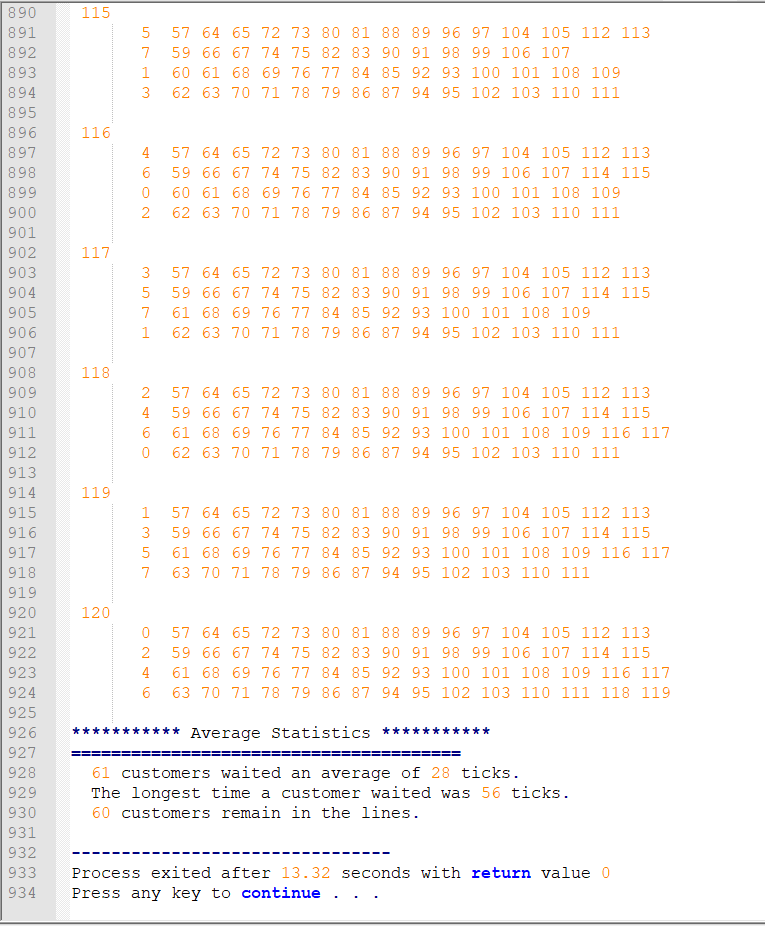 890 115
891 5 57 64 65 72 73 80 81 88 89 96 97 104 105 112 113
892 7 59 66 67 74 75 82 83 90 91 98 99 106 107
893 1 60 61 68 69 76 77 84 85 92 93 100 101 108 109
894 3 62 63 70 71 78 79 86 87 94 95 102 103 110 111
895
896 116
897 4 57 64 65 72 73 80 81 88 89 96 97 104 105 112 113
898 6 59 66 67 74 75 82 83 90 91 98 99 106 107 114 115
899 0 60 61 68 69 76 77 84 85 92 93 100 101 108 109
900 2 62 63 70 71 78 79 86 87 94 95 102 103 110 111
901
902 117
903 3 57 64 65 72 73 80 81 88 89 96 97 104 105 112 113
904 5 59 66 67 74 75 82 83 90 91 98 99 106 107 114 115
905 7 61 68 69 76 77 84 85 92 93 100 101 108 109
906 1 62 63 70 71 78 79 86 87 94 95 102 103 110 111
907
908 118
909 2 57 64 65 72 73 80 81 88 89 96 97 104 105 112 113
910 4 59 66 67 74 75 82 83 90 91 98 99 106 107 114 115
911 6 61 68 69 76 77 84 85 92 93 100 101 108 109 116 117
912 0 62 63 70 71 78 79 86 87 94 95 102 103 110 111
913
914 119
915 1 57 64 65 72 73 80 81 88 89 96 97 104 105 112 113
916 3 59 66 67 74 75 82 83 90 91 98 99 106 107 114 115
917 5 61 68 69 76 77 84 85 92 93 100 101 108 109 116 117
918 7 63 70 71 78 79 86 87 94 95 102 103 110 111
919
920 120
921 0 57 64 65 72 73 80 81 88 89 96 97 104 105 112 113
922 2 59 66 67 74 75 82 83 90 91 98 99 106 107 114 115
923 4 61 68 69 76 77 84 85 92 93 100 101 108 109 116 117
924 6 63 70 71 78 79 86 87 94 95 102 103 110 111 118 119
925
926 *********** Average Statistics ***********
927 =======================================
928 61 customers waited an average of 28 ticks.
929 The longest time a customer waited was 56 ticks.
930 60 customers remain in the lines.
931
932 --------------------------------
933 Process exited after 13.32 seconds with return value 0
934 Press any key to continue . . .